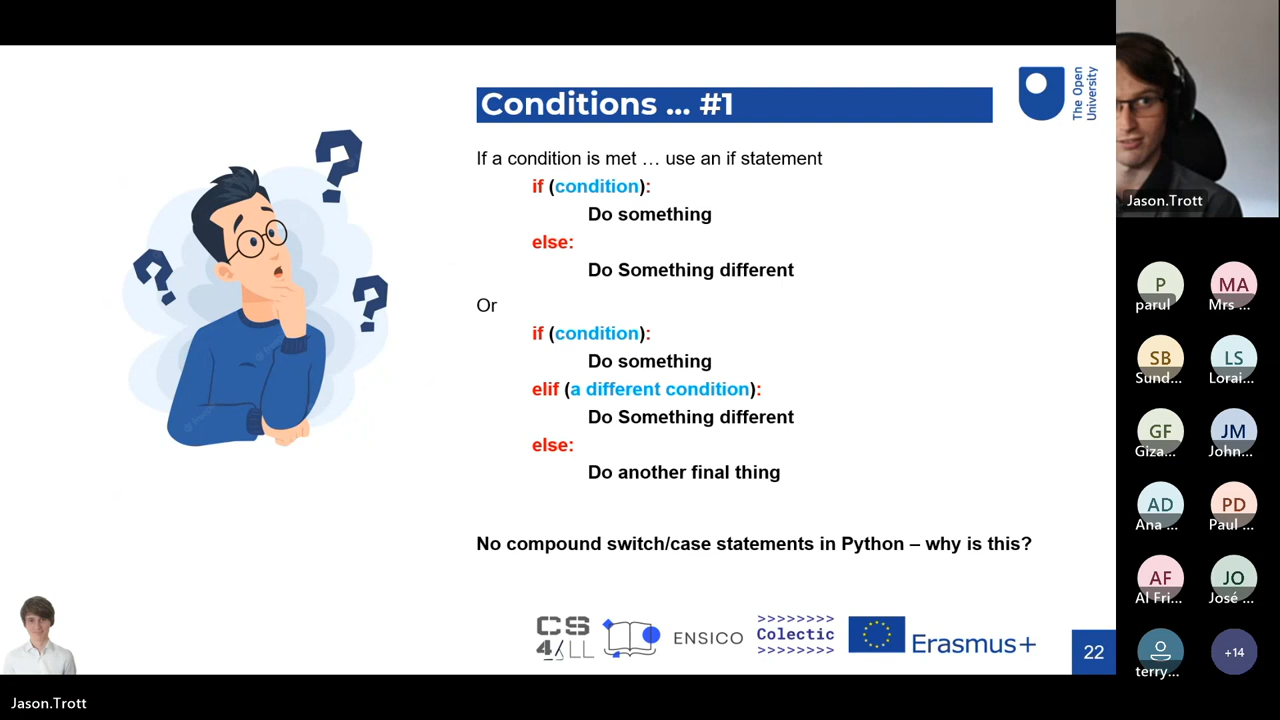 Conditions ... #1
The Open
University
If a condition is met … use an if statement
if (condition):
Do something
else:
Do Something different
Or
if (condition):
Do something
elif (a different condition):
Do Something different
else:
Do another final thing
No compound switch/case statements in Python – why is this?
CS
4/LL
ENSICO
>>>>>>>>
Colectic
>>>>>>>>
Erasmus+
22
Jason.Trott
Jason.Trott
P
parul
MA
Mrs ...
SB
Sund...
LS
Lorai...
GF
Giza...
JM
John...
AD
Ana ...
PD
Paul ...
AF
Al Fri...
JO
José ...
terry...
+14